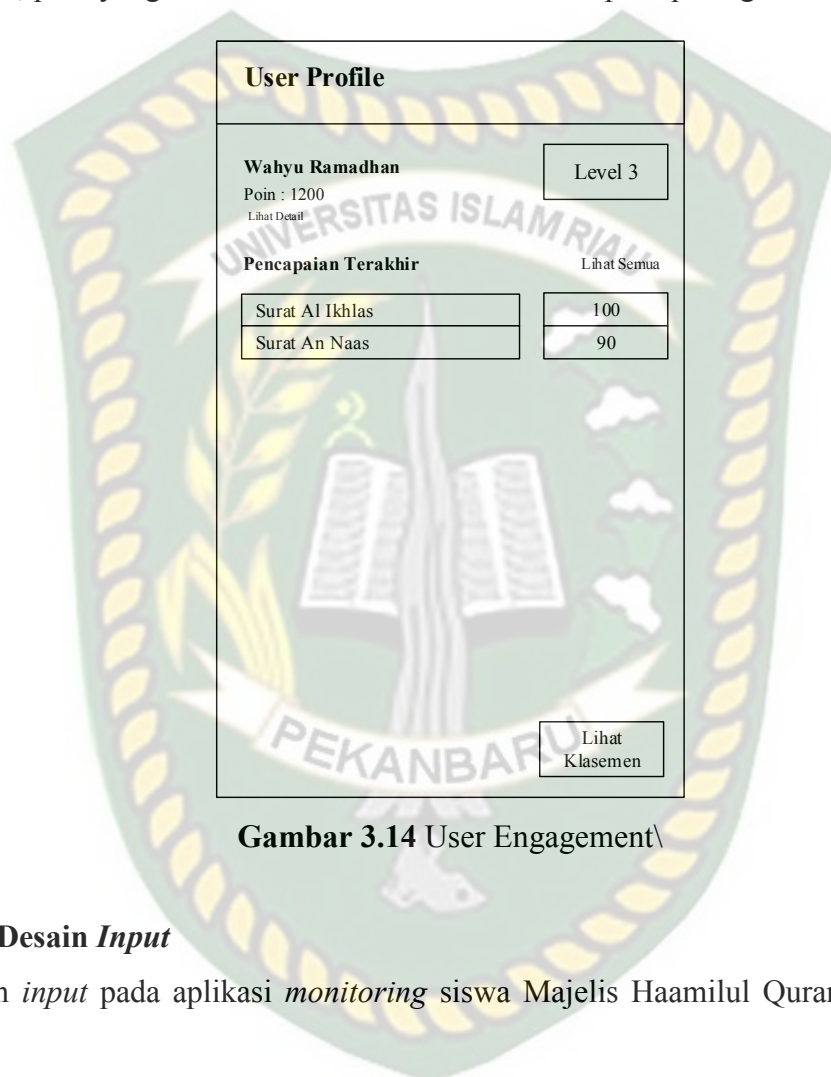 User Profile
Wahyu Ramadhan
Level 3
Poin : 1200
Lihat Detail
UNIVERSITAS ISLAM RIAU
Pencapaian Terakhir
Lihat Semua
Surat Al Ikhlas
100
Surat An Naas
90
PEKANBARU
Lihat
Klasemen
Gambar 3.14 User Engagement\
Desain Input
input pada aplikasi monitoring siswa Majelis Haamilul Quran